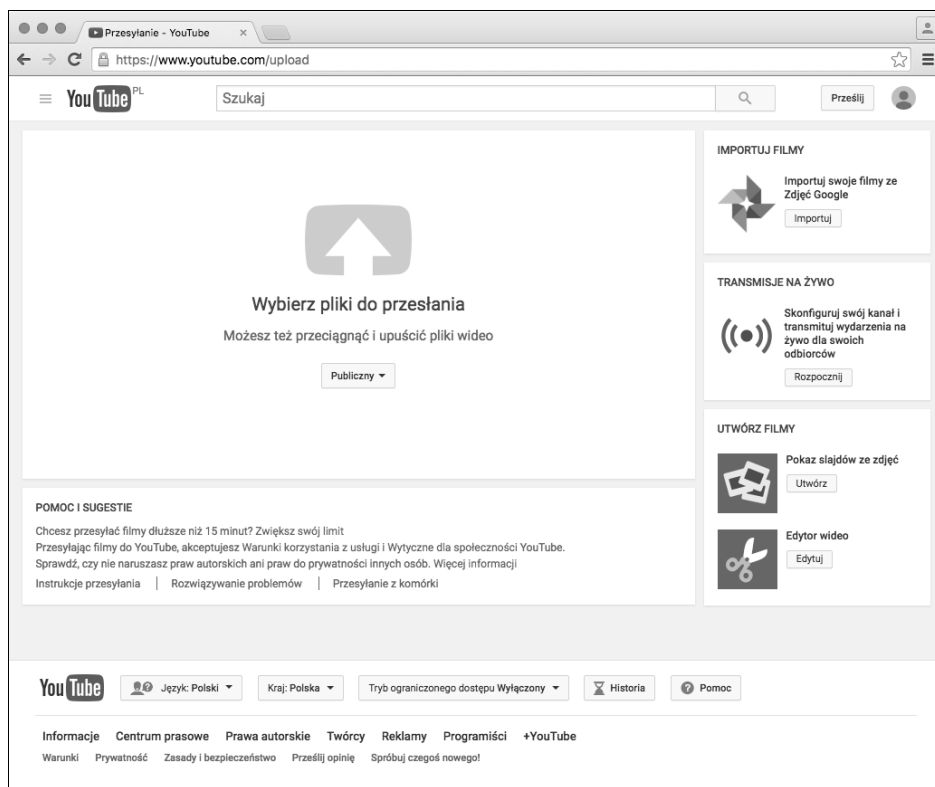 Przesyłanie - YouTube
https://www.youtube.com/upload
YouTube PL
Szukaj
Prześlij
Wybierz pliki do przesłania
Możesz też przeciągnąć i upuścić pliki wideo
Publiczny
IMPORTUJ FILMY
Importuj swoje filmy ze
Zdjęć Google
Importuj
TRANSMISJE NA ŻYWO
Skonfiguruj swój kanał i
transmituj wydarzenia na
żywo dla swoich
odbiorców
Rozpocznij
UTWÓRZ FILMY
Pokaz slajdów ze zdjęć
Utwórz
Edytor wideo
Edytuj
POMOC I SUGESTIE
Chcesz przesyłać filmy dłuższe niż 15 minut? Zwiększ swój limit
Przesyłając filmy do YouTube, akceptujesz Warunki korzystania z usługi i Wytyczne dla społeczności YouTube.
Sprawdź, czy nie naruszasz praw autorskich ani praw do prywatności innych osób. Więcej informacji
Instrukcje przesyłania | Rozwiązywanie problemów | Przesyłanie z komórki
YouTube
Język: Polski
Kraj: Polska
Tryb ograniczonego dostępu Wyłączony
Historia
Pomoc
Informacje Centrum prasowe Prawa autorskie Twórcy Reklamy Programiści +YouTube
Warunki Prywatność Zasady i bezpieczeństwo Prześlij opinię Spróbuj czegoś nowego!